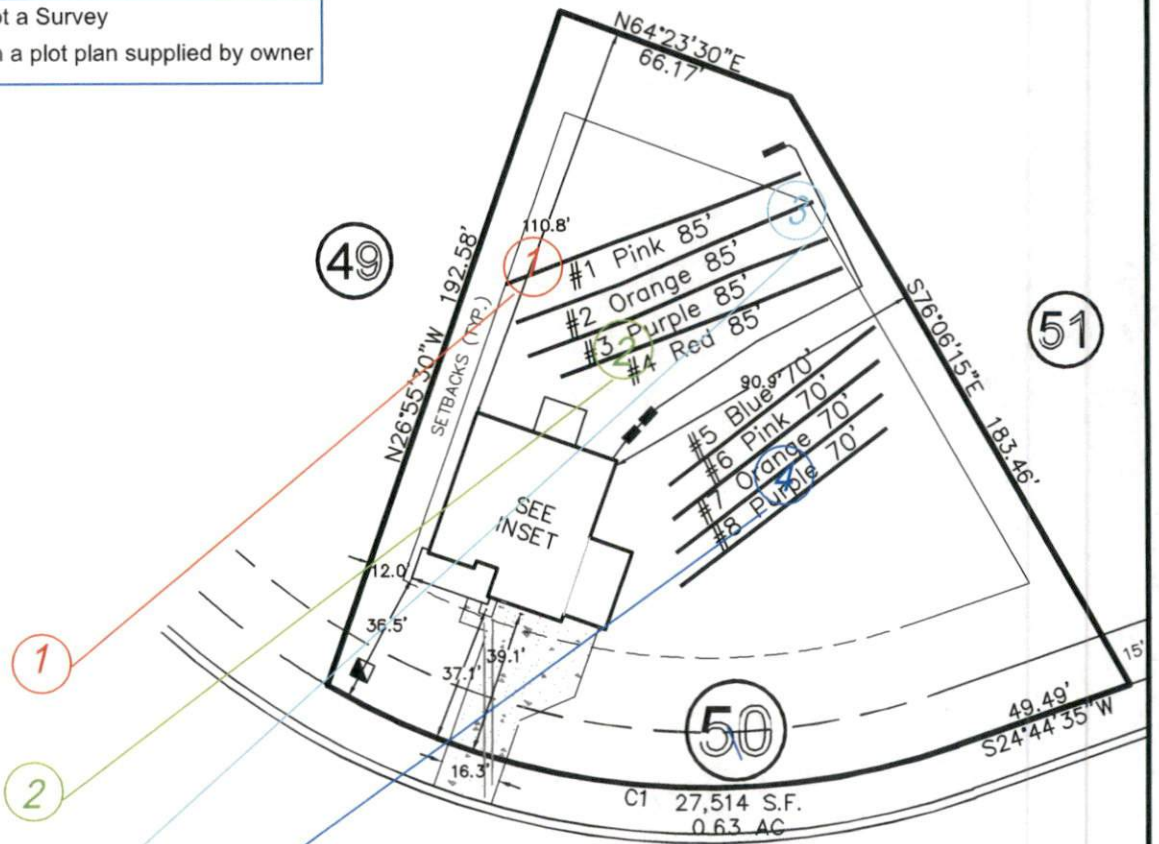 ot a Survey
n a plot plan supplied by owner
N64°23'30"E
66.17'
49
N26°55'30"W 192.58'
SETBACKS (TYP.)
110.8'
1
#1 Pink 85'
3
#2 Orange 85'
#3 Purple 85'
2
#4 Red 85'
S76°06'15"E 183.46'
51
90.9'
#5 Blue 70'
#6 Pink 70'
#7 Orange 70'
4
#8 Purple 70'
SEE
INSET
12.0'
36.5'
37.1'
39.1'
16.3'
1
2
50
C1 27,514 S.F.
0.63 AC
49.49'
S24°44'35"W
15'